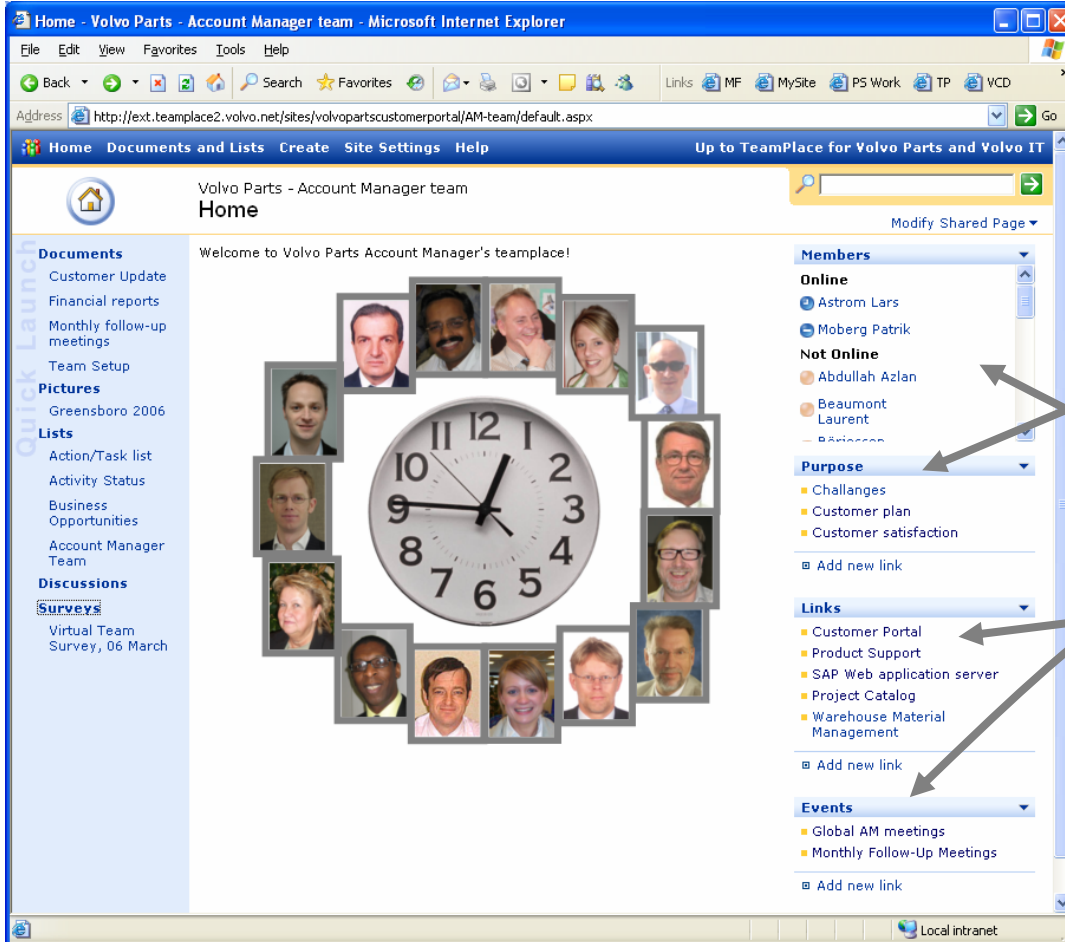 Home - Volvo Parts - Account Manager team - Microsoft Internet Explorer
File Edit View Favorites Tools Help
Back Search Favorites Links MF MySite PS Work TP VCD
Address http://ext.teamplace2.volvo.net/sites/volvopartscustomerportal/AM-team/default.aspx Go
Home Documents and Lists Create Site Settings Help Up to TeamPlace for Volvo Parts and Volvo IT
Volvo Parts - Account Manager team
Home
Modify Shared Page
Quick Launch
Documents
Customer Update
Financial reports
Monthly follow-up
meetings
Team Setup
Pictures
Greensboro 2006
Lists
Action/Task list
Activity Status
Business
Opportunities
Account Manager
Team
Discussions
Surveys
Virtual Team
Survey, 06 March
Welcome to Volvo Parts Account Manager's teamplace!
12
1
2
3
4
5
6
7
8
9
10
11
Members
Online
Astrom Lars
Moberg Patrik
Not Online
Abdullah Azlan
Beaumont
Laurent
Purpose
Challanges
Customer plan
Customer satisfaction
Add new link
Links
Customer Portal
Product Support
SAP Web application server
Project Catalog
Warehouse Material
Management
Add new link
Events
Global AM meetings
Monthly Follow-Up Meetings
Add new link
Local intranet